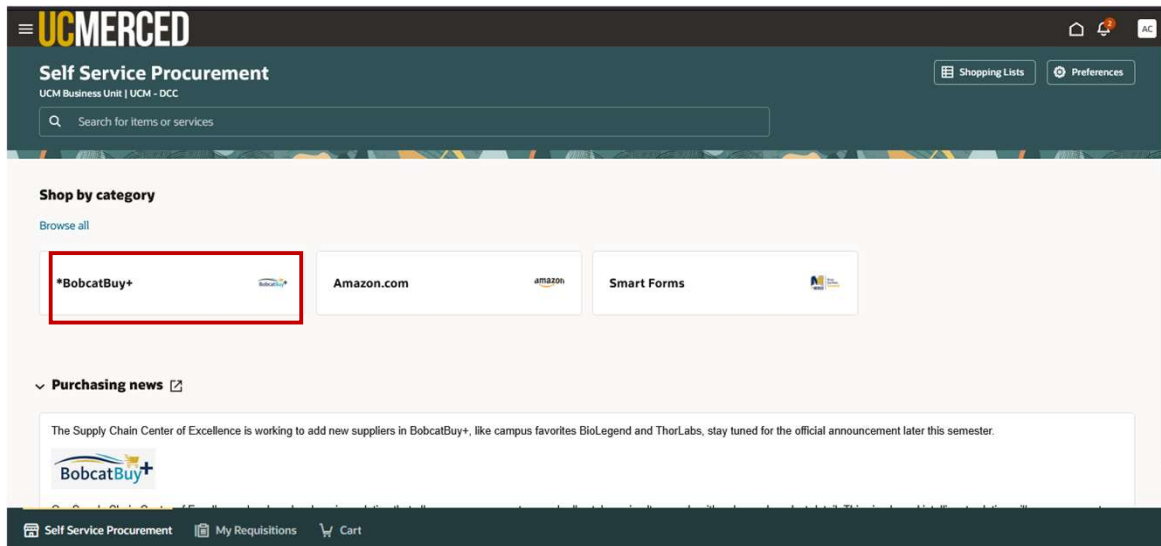 UCMERCED
2
AC
Self Service Procurement
UCM Business Unit | UCM - DCC
Shopping Lists
Preferences
Search for items or services
Shop by category
Browse all
*BobcatBuy+
BobcatBuy+
Amazon.com
amazon
Smart Forms
Purchasing news
The Supply Chain Center of Excellence is working to add new suppliers in BobcatBuy+, like campus favorites BioLegend and ThorLabs, stay tuned for the official announcement later this semester.
BobcatBuy+
Self Service Procurement
My Requisitions
Cart